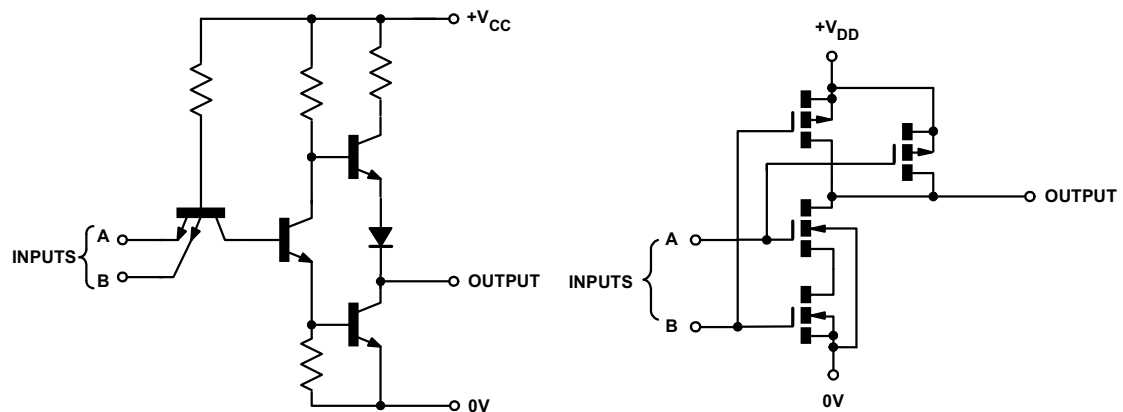 +VCC
INPUTS
A
B
OUTPUT
0V
+VDD
INPUTS
A
B
OUTPUT
0V